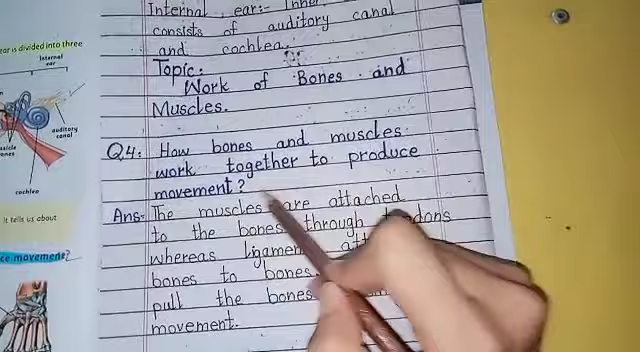 ear is divided into three
Internal
ear
auditory
canal
cochlea
it tells us about
ce movement?
Internal ear:- Inner
consists of auditory canal
and cochlea.
Topic:
Work of Bones and
Muscles.
Q4: How bones and muscles
work together to produce
movement?
Ans- The muscles are attached
to the bones through
whereas
bones to bones
pull the bones
movement.